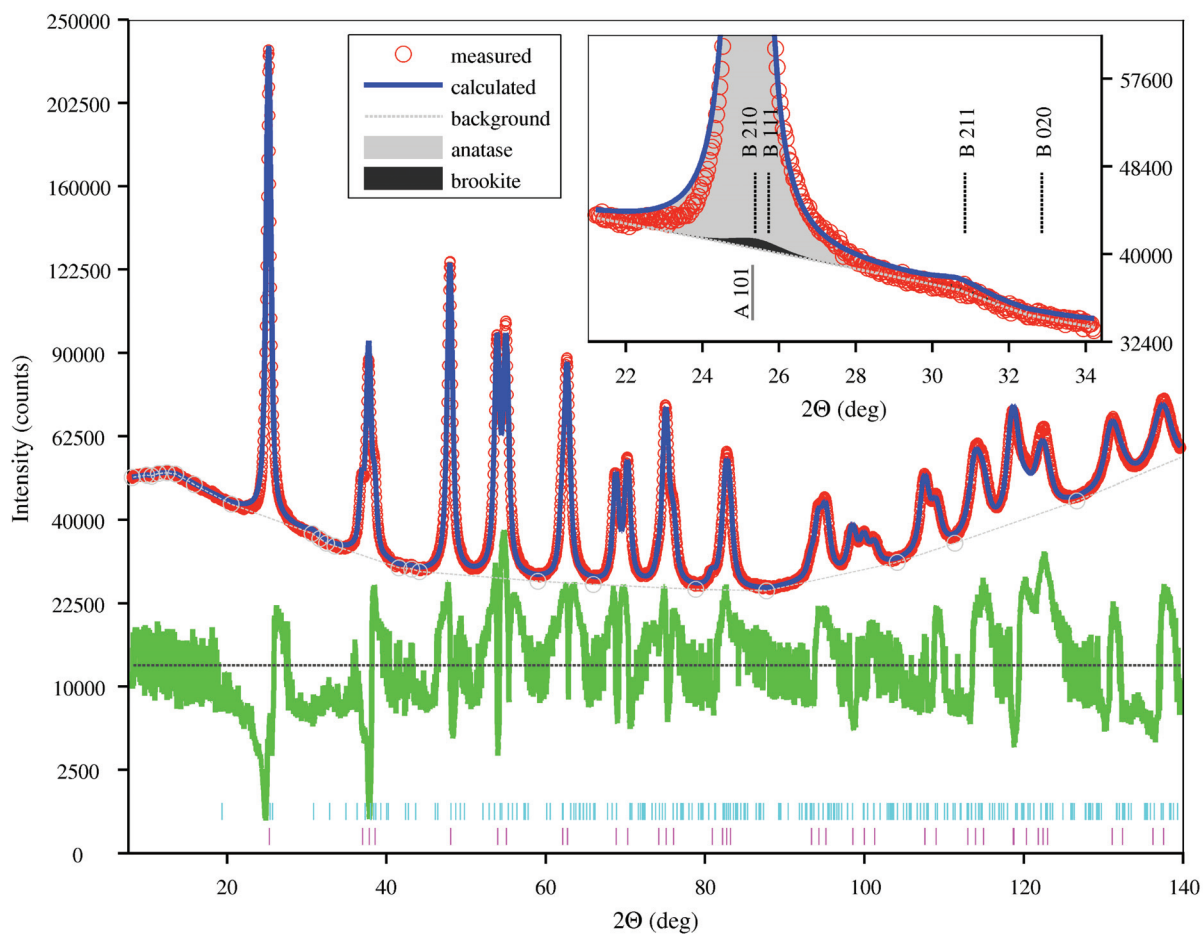 250000
202500
160000
122500
90000
62500
40000
22500
10000
2500
0
Intensity (counts)
20
40
60
80
100
120
140
2Θ (deg)
measured
calculated
background
anatase
brookite
57600
48400
40000
32400
B 210
B 111
B 211
B 020
A 101
22
24
26
28
30
32
34
2Θ (deg)